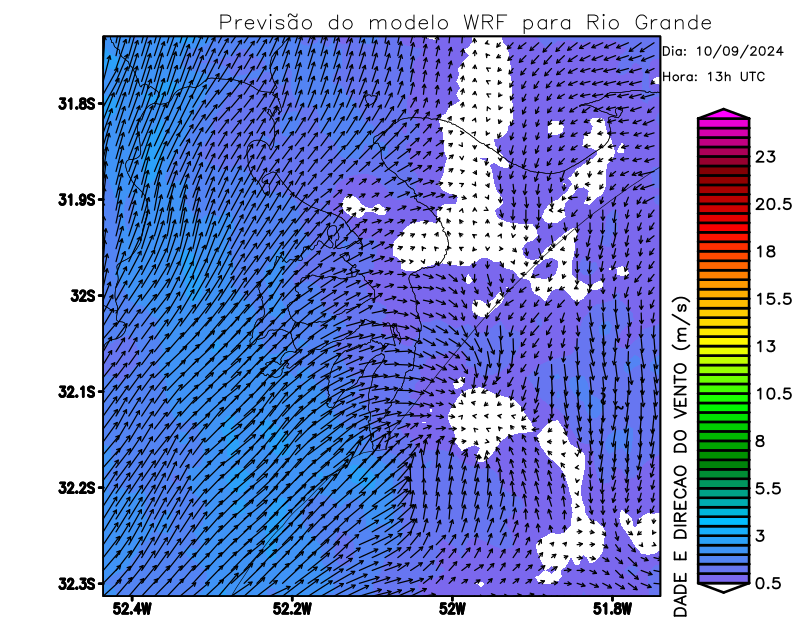 Previsão do modelo WRF para Rio Grande
Dia: 10/09/2024
Hora: 13h UTC
31.8S
31.9S
32S
32.1S
32.2S
32.3S
52.4W
52.2W
52W
51.8W
23
20.5
18
15.5
13
10.5
8
5.5
3
0.5
DADE E DIRECAO DO VENTO (m/s)